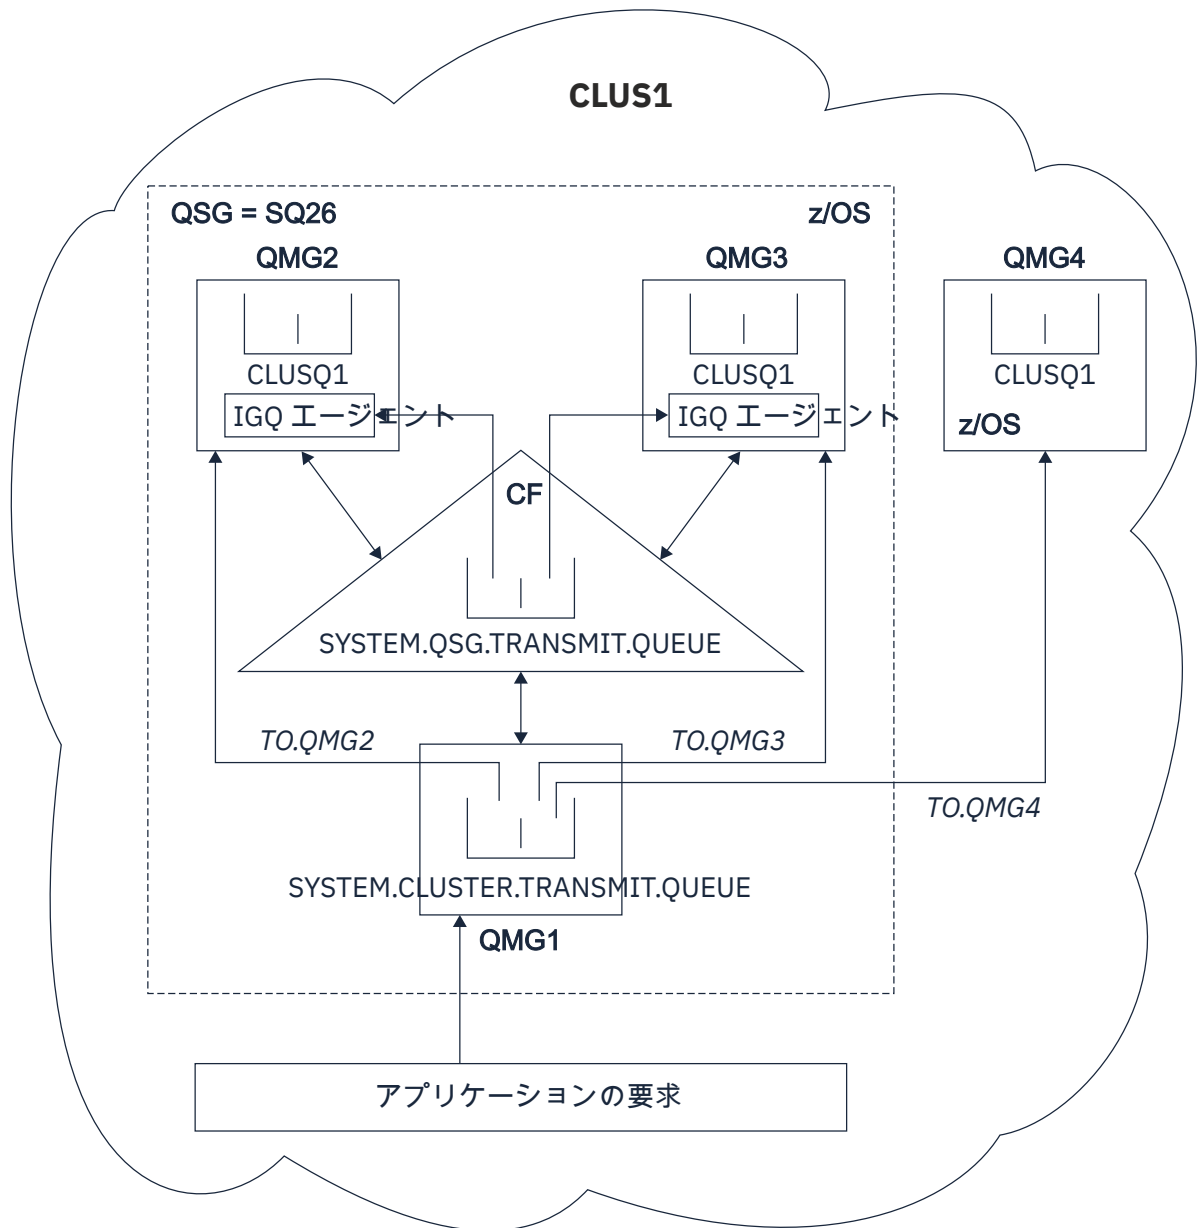 CLUS1
QSG = SQ26
z/OS
QMG2
QMG3
QMG4
CLUSQ1
CLUSQ1
CLUSQ1
IGQ エージェント
IGQ エージェント
z/OS
CF
SYSTEM.QSG.TRANSMIT.QUEUE
TO.QMG2
TO.QMG3
TO.QMG4
SYSTEM.CLUSTER.TRANSMIT.QUEUE
QMG1
アプリケーションの要求